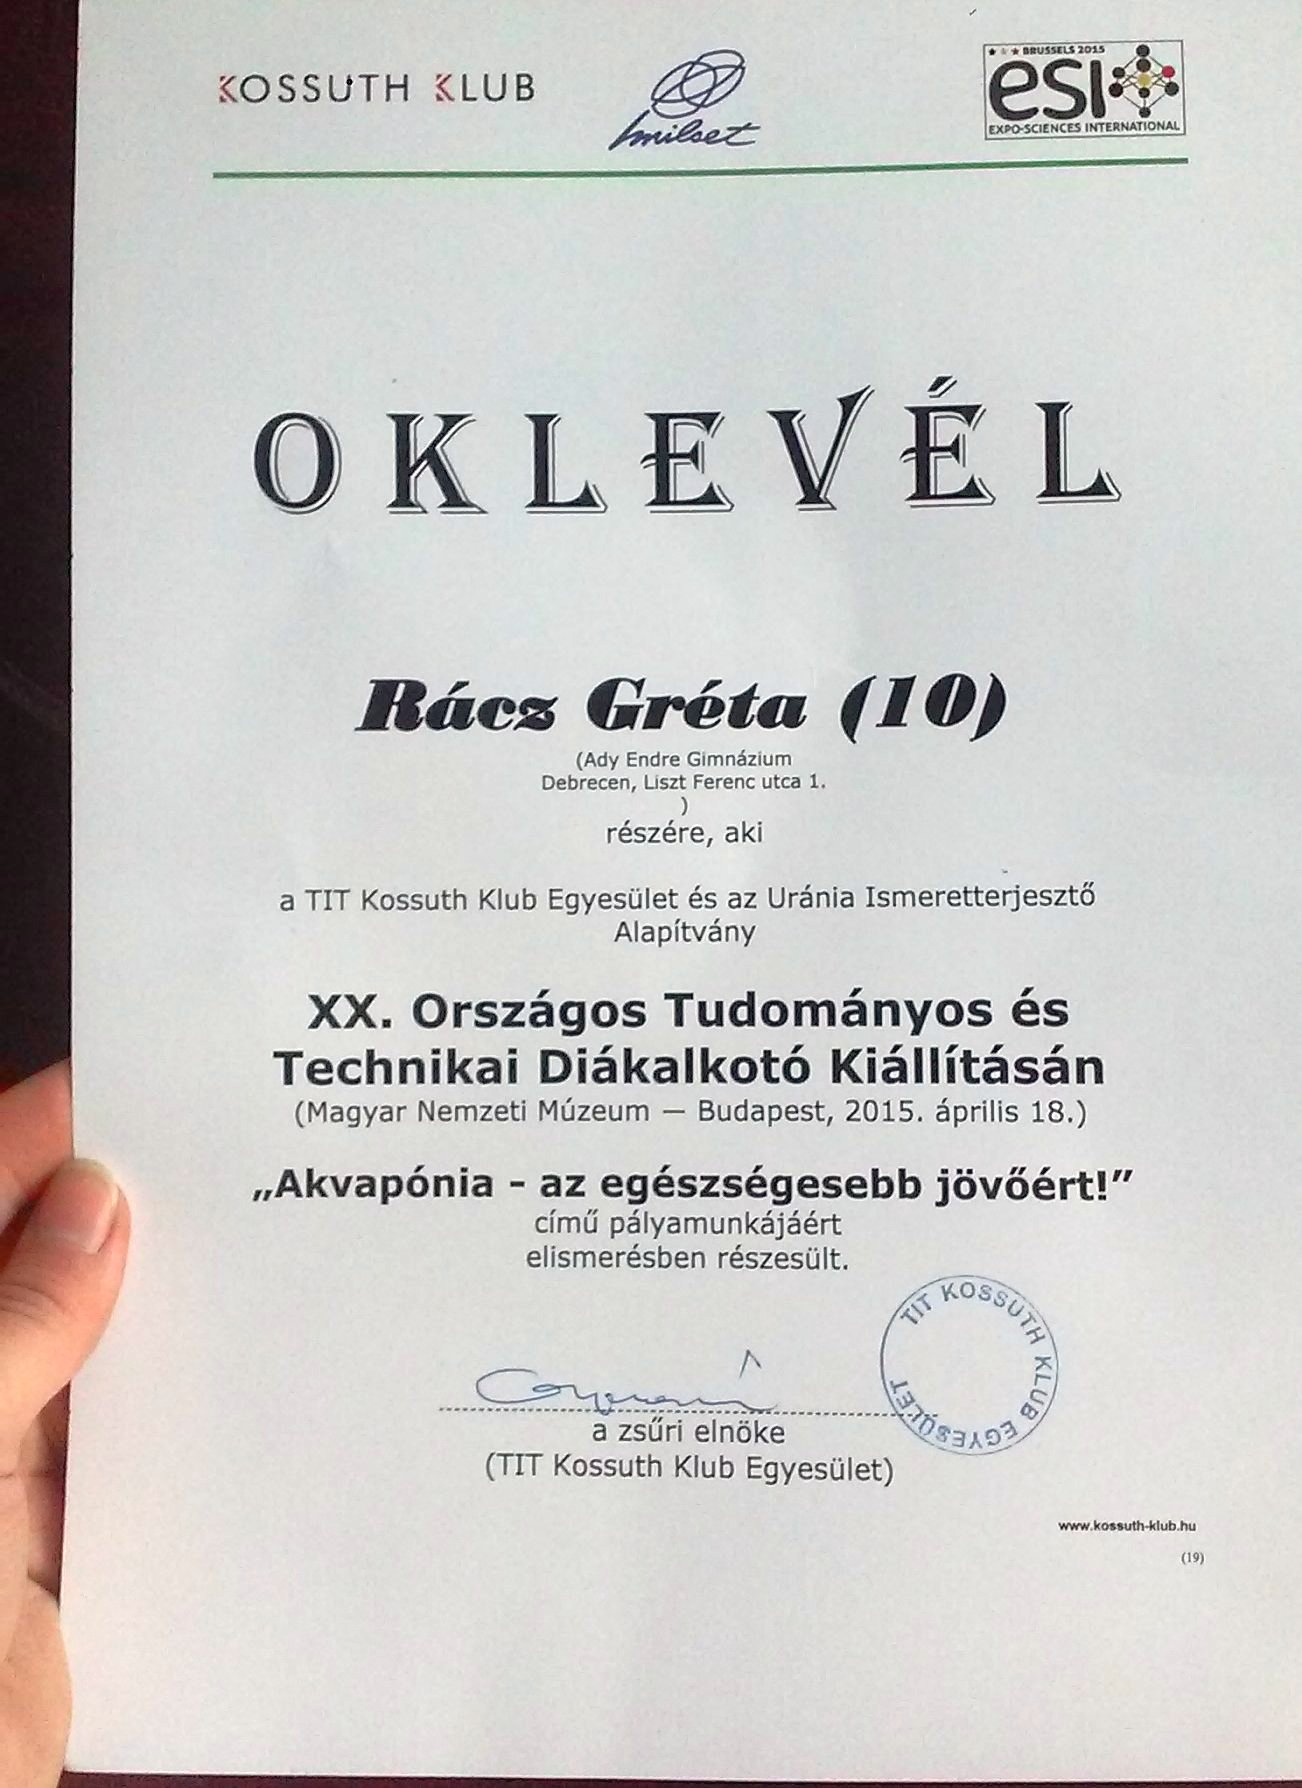 KOSSUTH KLUB
milset
BRUSSELS 2015
esi
EXPO-SCIENCES INTERNATIONAL
OKLEVÉL
Rácz Gréta (10)
(Ady Endre Gimnázium
Debrecen, Liszt Ferenc utca 1.
)
részére, aki
a TIT Kossuth Klub Egyesület és az Uránia Ismeretterjesztő
Alapítvány
XX. Országos Tudományos és
Technikai Diákalkotó Kiállításán
(Magyar Nemzeti Múzeum — Budapest, 2015. április 18.)
„Akvapónia - az egészségesebb jövőért!”
című pályamunkájáért
elismerésben részesült.
TIT KOSSUTH KLUB EGYESÜLET
a zsűri elnöke
(TIT Kossuth Klub Egyesület)
www.kossuth-klub.hu
(19)